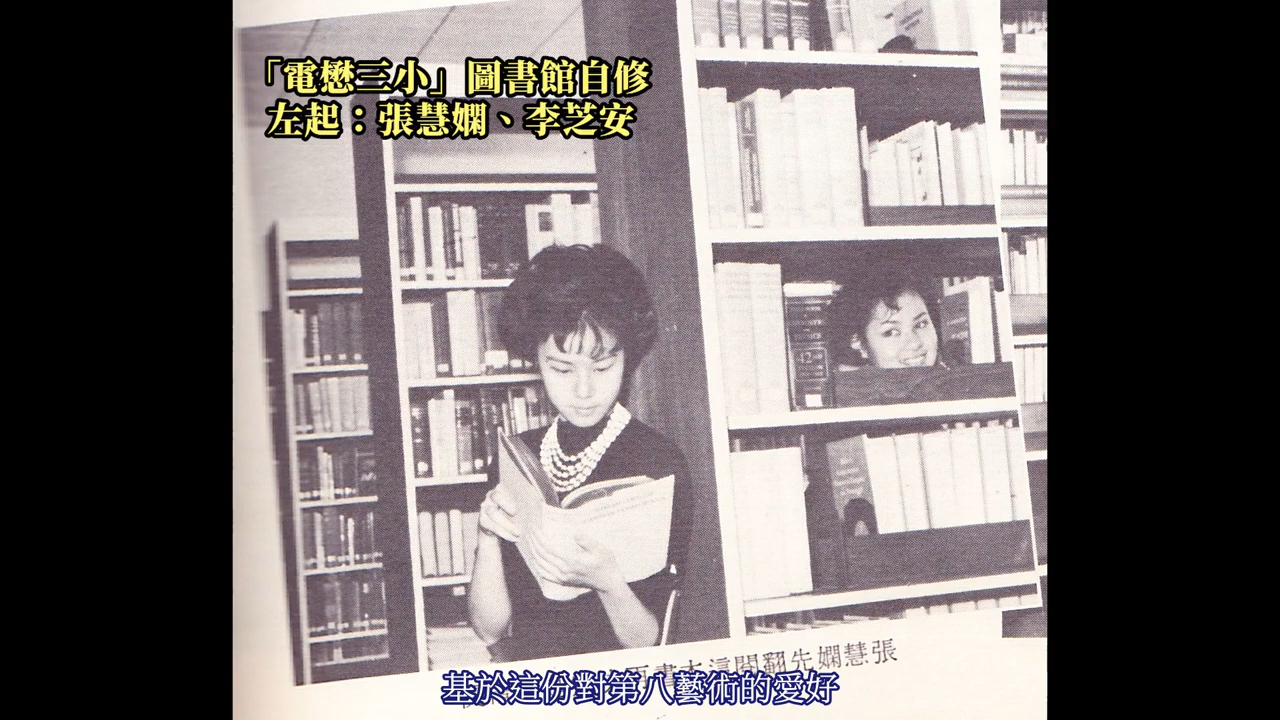 「電懋三小」圖書館自修
左起：張慧嫻、李芝安
張慧嫻先翻閱這本書
基於這份對第八藝術的愛好